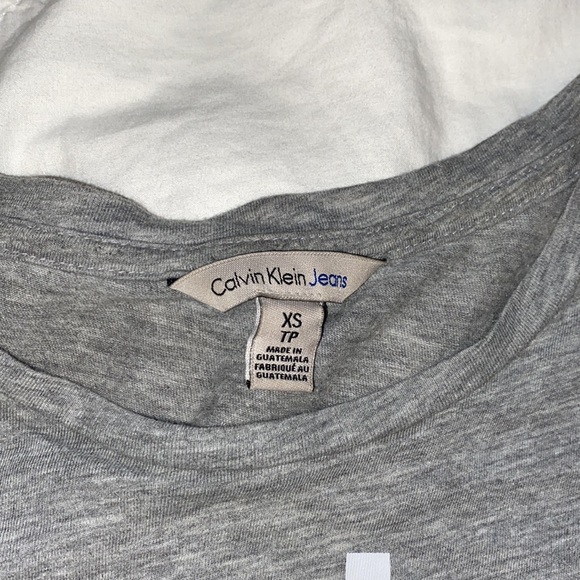 Calvin Klein Jeans
XS
TP
MADE IN
GUATEMALA
FABRIQUÉ AU
GUATEMALA